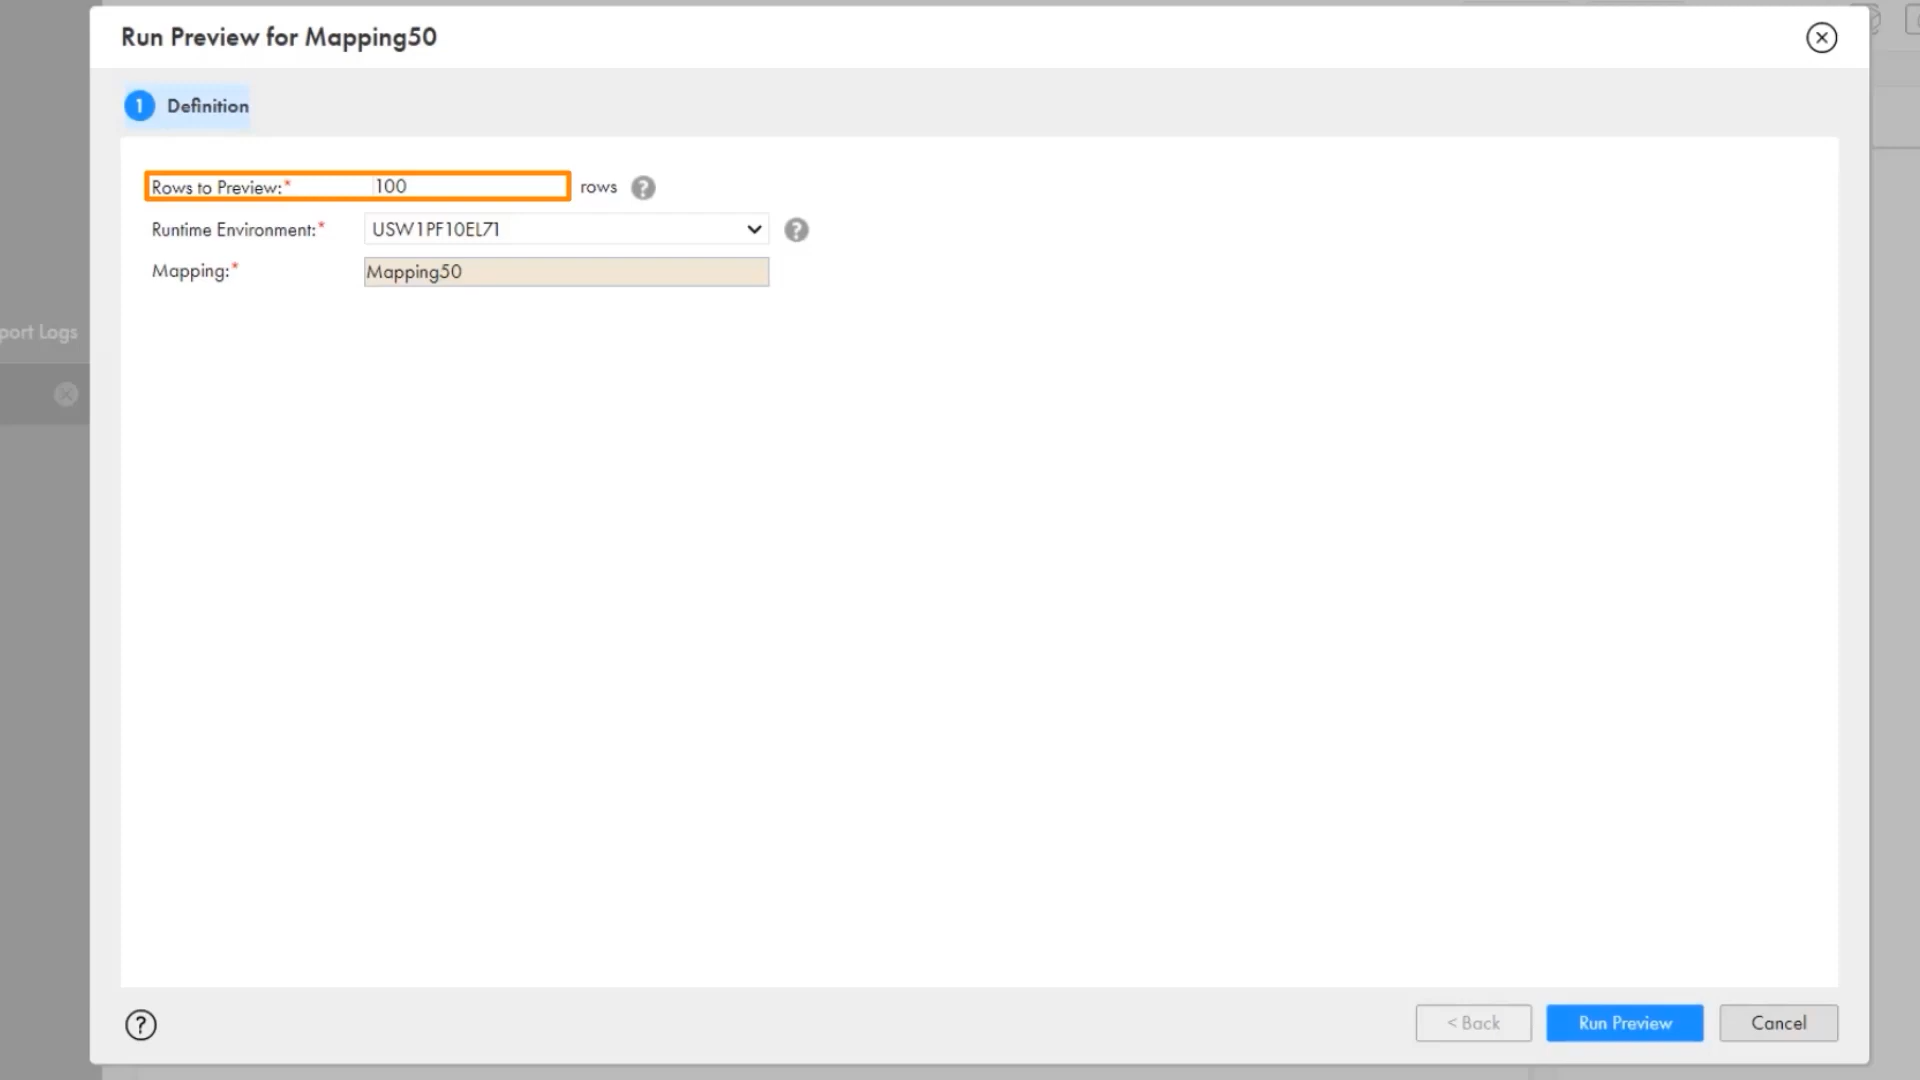 Run Preview for Mapping50
1 Definition
Rows to Preview:* 100 rows ?
Runtime Environment:* USW1PF10EL71 ?
Mapping:* Mapping50
port Logs
? < Back Run Preview Cancel